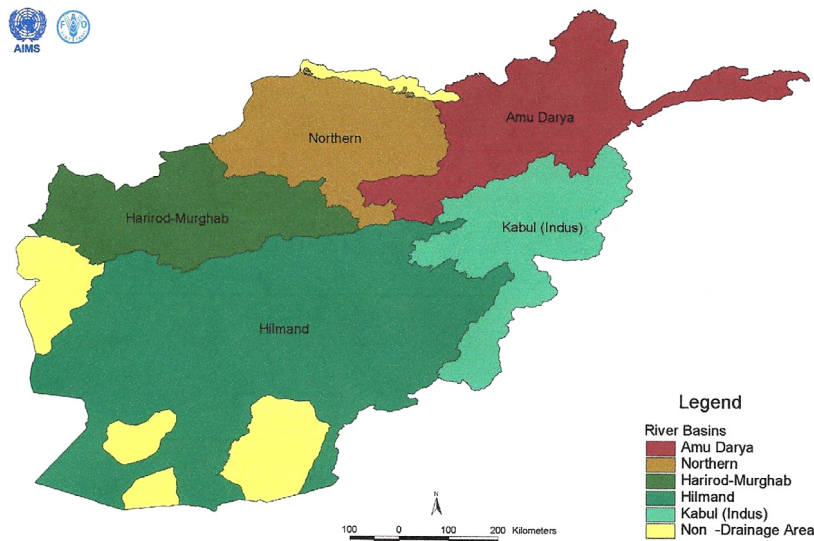 AIMS
F A O
Northern
Amu Darya
Harirod-Murghab
Kabul (Indus)
Hilmand
Legend
River Basins
Amu Darya
Northern
Harirod-Murghab
Hilmand
Kabul (Indus)
Non -Drainage Area
N
100 0 100 200 Kilometers